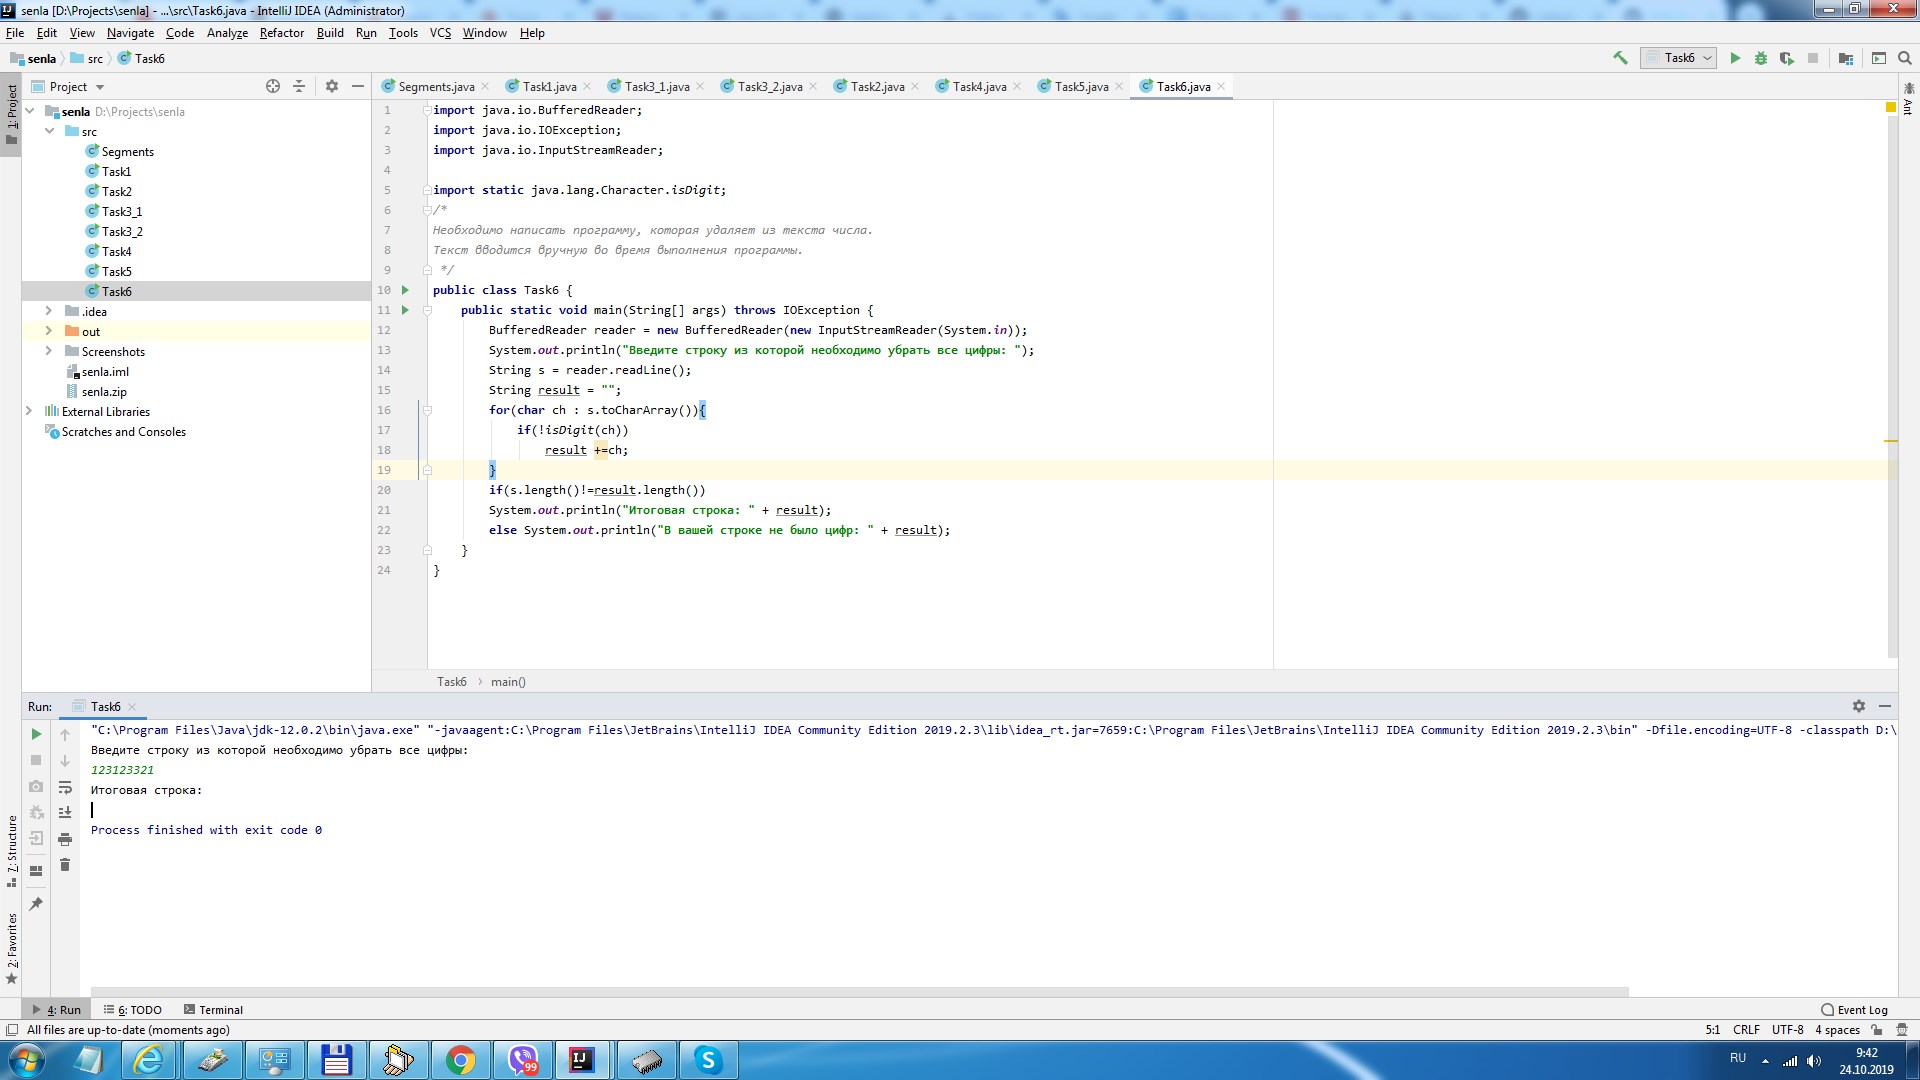 senla [D:\Projects\senla] - ...\src\Task6.java - IntelliJ IDEA (Administrator)
File Edit View Navigate Code Analyze Refactor Build Run Tools VCS Window Help
senla src Task6
Task6
1: Project
Project
Segments.java Task1.java Task3_1.java Task3_2.java Task2.java Task4.java Task5.java Task6.java
Ant
senla D:\Projects\senla
src
Segments
Task1
Task2
Task3_1
Task3_2
Task4
Task5
Task6
.idea
out
Screenshots
senla.iml
senla.zip
External Libraries
Scratches and Consoles
1 import java.io.BufferedReader;
2 import java.io.IOException;
3 import java.io.InputStreamReader;
4
5 import static java.lang.Character.isDigit;
6 /*
7 Необходимо написать программу, которая удаляет из текста числа.
8 Текст вводится вручную во время выполнения программы.
9 */
10 public class Task6 {
11 public static void main(String[] args) throws IOException {
12 BufferedReader reader = new BufferedReader(new InputStreamReader(System.in));
13 System.out.println("Введите строку из которой необходимо убрать все цифры: ");
14 String s = reader.readLine();
15 String result = "";
16 for(char ch : s.toCharArray()){
17 if(!isDigit(ch))
18 result +=ch;
19 }
20 if(s.length()!=result.length())
21 System.out.println("Итоговая строка: " + result);
22 else System.out.println("В вашей строке не было цифр: " + result);
23 }
24 }
Task6 main()
Run: Task6
"C:\Program Files\Java\jdk-12.0.2\bin\java.exe" "-javaagent:C:\Program Files\JetBrains\IntelliJ IDEA Community Edition 2019.2.3\lib\idea_rt.jar=7659:C:\Program Files\JetBrains\IntelliJ IDEA Community Edition 2019.2.3\bin" -Dfile.encoding=UTF-8 -classpath D:\
Введите строку из которой необходимо убрать все цифры:
123123321
Итоговая строка:
Process finished with exit code 0
7: Structure
2: Favorites
4: Run 6: TODO Terminal
Event Log
All files are up-to-date (moments ago)
5:1 CRLF UTF-8 4 spaces
99
RU
9:42
24.10.2019